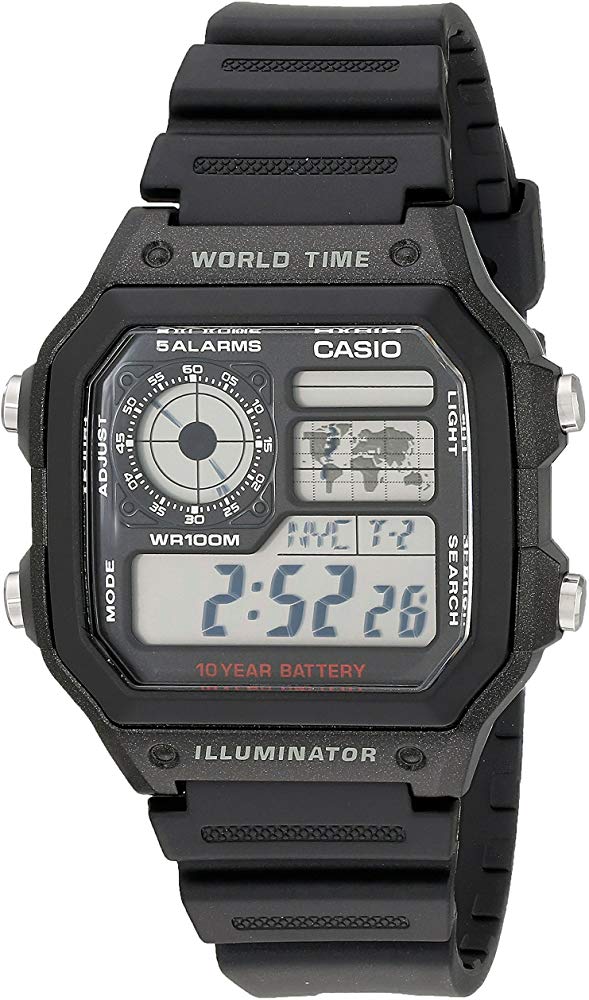 WORLD TIME
5 ALARMS CASIO
60
55 05
50 10
45 15
40 20
35 25
30
ADJUST
LIGHT
WR100M
NYC T-2
MODE
SEARCH
2:52 26
10 YEAR BATTERY
ILLUMINATOR